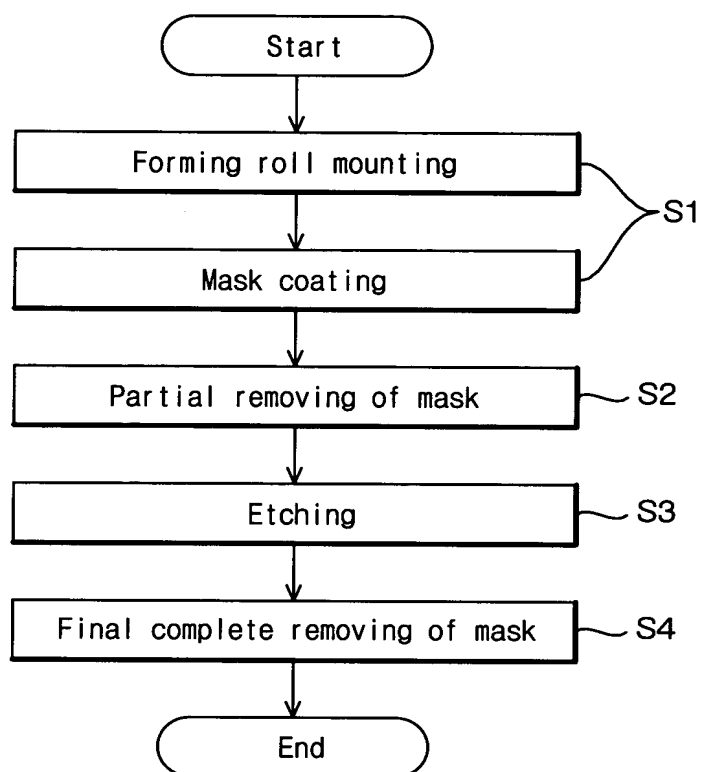 Start
Forming roll mounting
S1
Mask coating
Partial removing of mask
S2
Etching
S3
Final complete removing of mask
S4
End